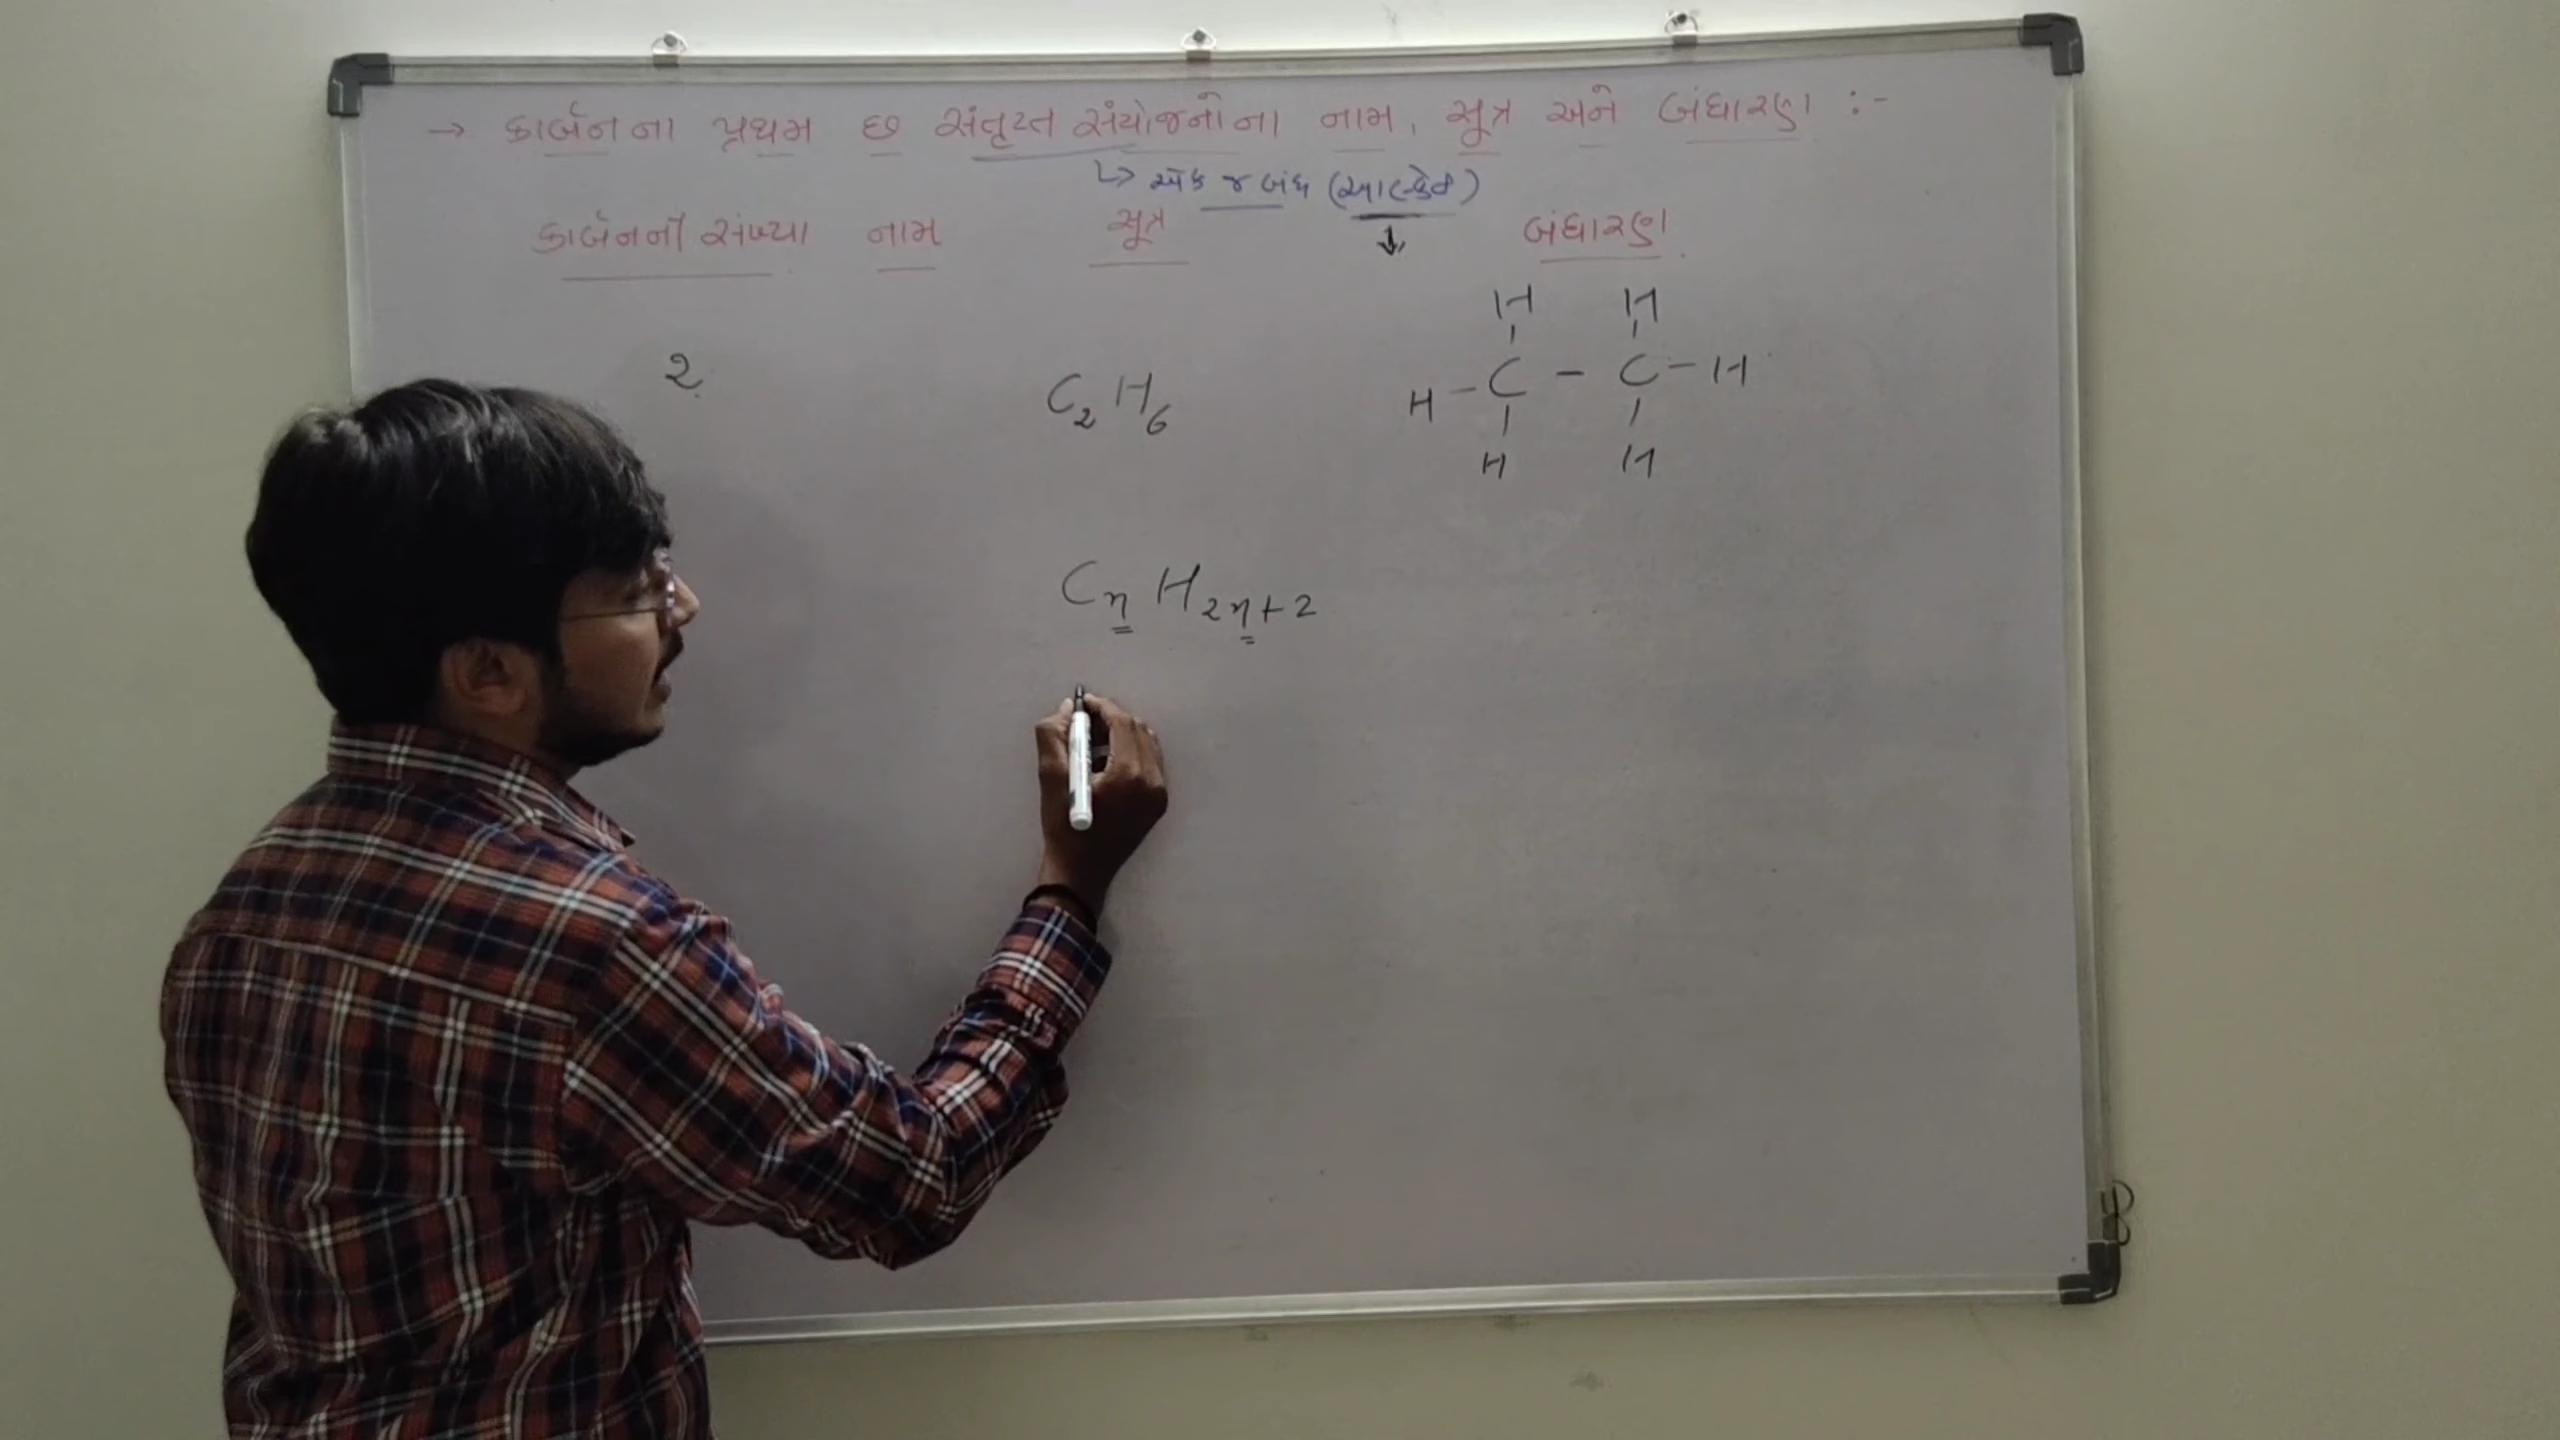 → કાર્બનના પ્રથમ છ સંતૃપ્ત સંયોજનોના નામ, સૂત્ર અને બંધારણ :-
↳ એક જ બંધ (આલ્કેન)
કાર્બનની સંખ્યા નામ સૂત્ર બંધારણ
↓
H H
2 C2H6 H - C - C - H
H H
CnH2n+2